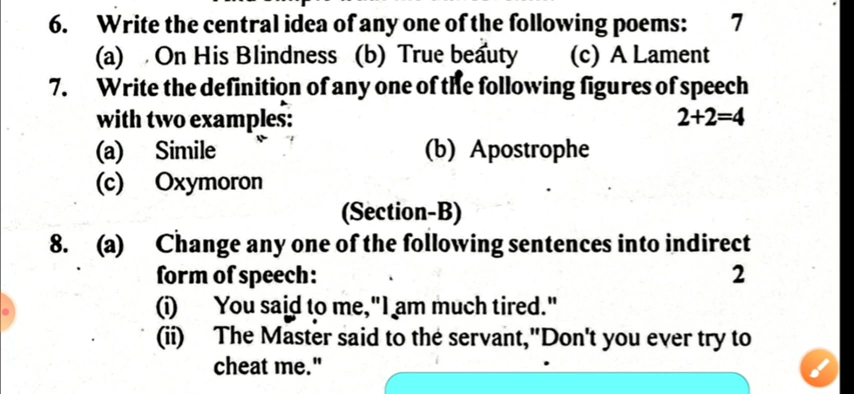 6. Write the central idea of any one of the following poems: 7
(a) On His Blindness (b) True beauty (c) A Lament
7. Write the definition of any one of the following figures of speech
with two examples: 2+2=4
(a) Simile (b) Apostrophe
(c) Oxymoron
(Section-B)
8. (a) Change any one of the following sentences into indirect
form of speech: 2
(i) You said to me,"I am much tired."
(ii) The Master said to the servant,"Don't you ever try to
cheat me."